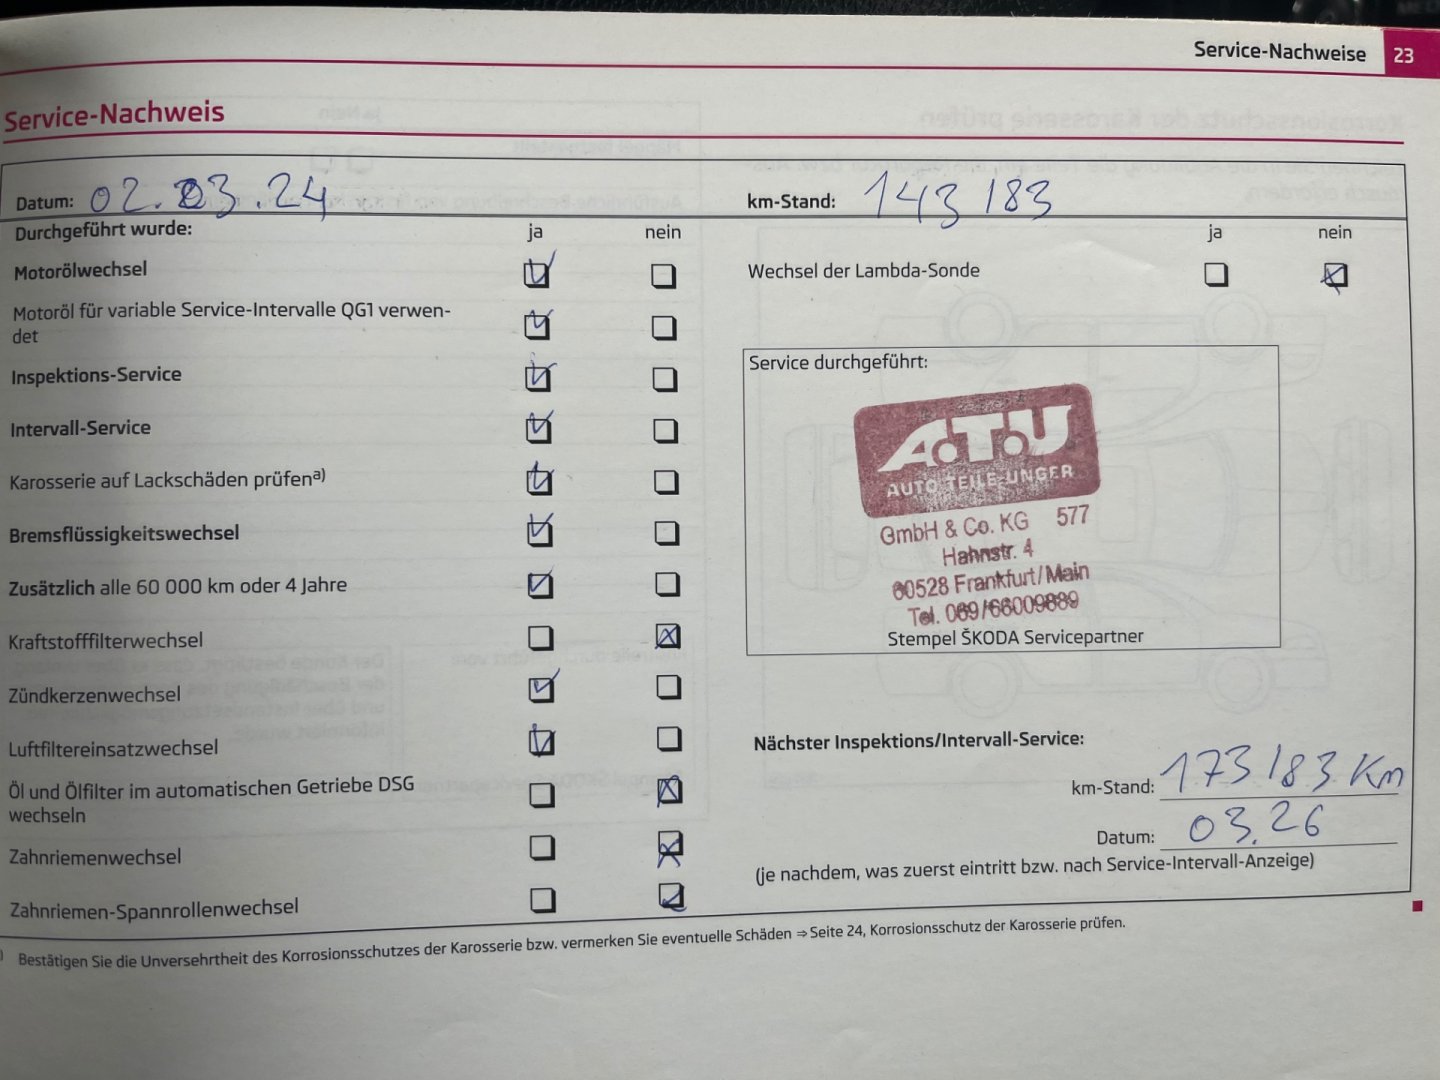 Service-Nachweise 23
Service-Nachweis
Datum: 02.03.24
km-Stand: 143 183
Durchgeführt wurde: ja nein
Motorölwechsel
Motoröl für variable Service-Intervalle QG1 verwen-
det
Inspektions-Service
Intervall-Service
Karosserie auf Lackschäden prüfena)
Bremsflüssigkeitswechsel
Zusätzlich alle 60 000 km oder 4 Jahre
Kraftstofffilterwechsel
Zündkerzenwechsel
Luftfiltereinsatzwechsel
Öl und Ölfilter im automatischen Getriebe DSG
wechseln
Zahnriemenwechsel
Zahnriemen-Spannrollenwechsel
ja nein
Wechsel der Lambda-Sonde
Service durchgeführt:
A.T.U
AUTO TEILE UNGER
GmbH & Co. KG 577
Hahnstr. 4
60528 Frankfurt/Main
Tel. 069/66009889
Stempel ŠKODA Servicepartner
Nächster Inspektions/Intervall-Service:
km-Stand: 173 183 Km
Datum: 03.26
(je nachdem, was zuerst eintritt bzw. nach Service-Intervall-Anzeige)
Bestätigen Sie die Unversehrtheit des Korrosionsschutzes der Karosserie bzw. vermerken Sie eventuelle Schäden ⇒ Seite 24, Korrosionsschutz der Karosserie prüfen.